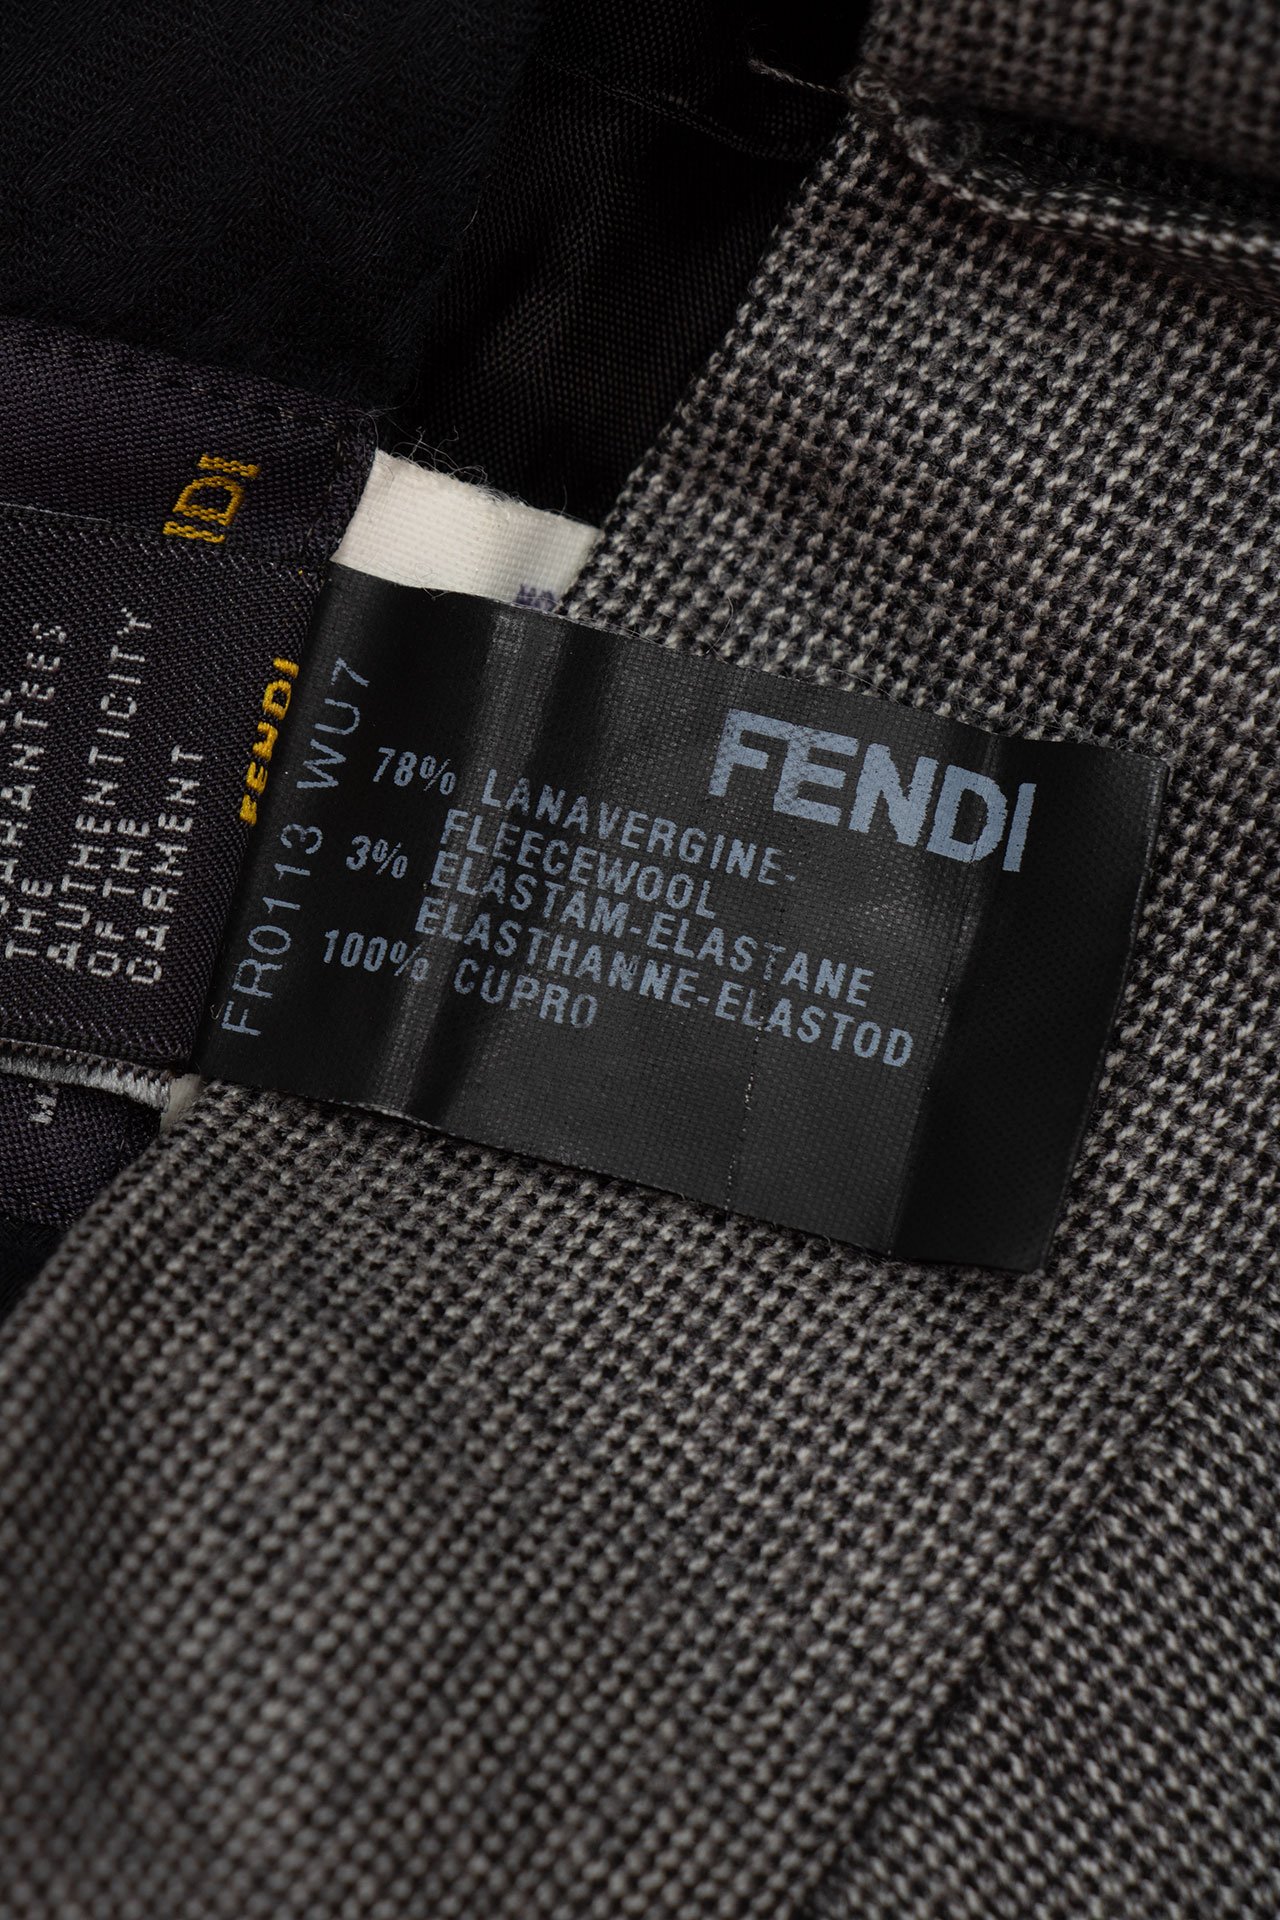 FENDI
78% LANAVERGINE-
FLEECEWOOL
3% ELASTAM-ELASTANE
ELASTHANNE-ELASTOD
100% CUPRO
FR0113 WU7
FENDI
THE
AUTHENTICITY
OF THE
GARMENT